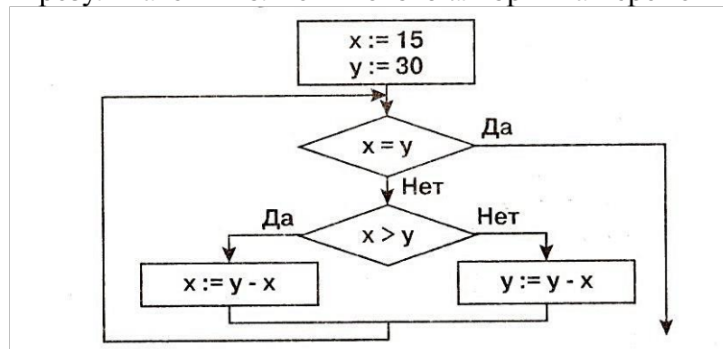 x := 15
y := 30
x = y
Да
Нет
x > y
Да
Нет
x := y - x
y := y - x